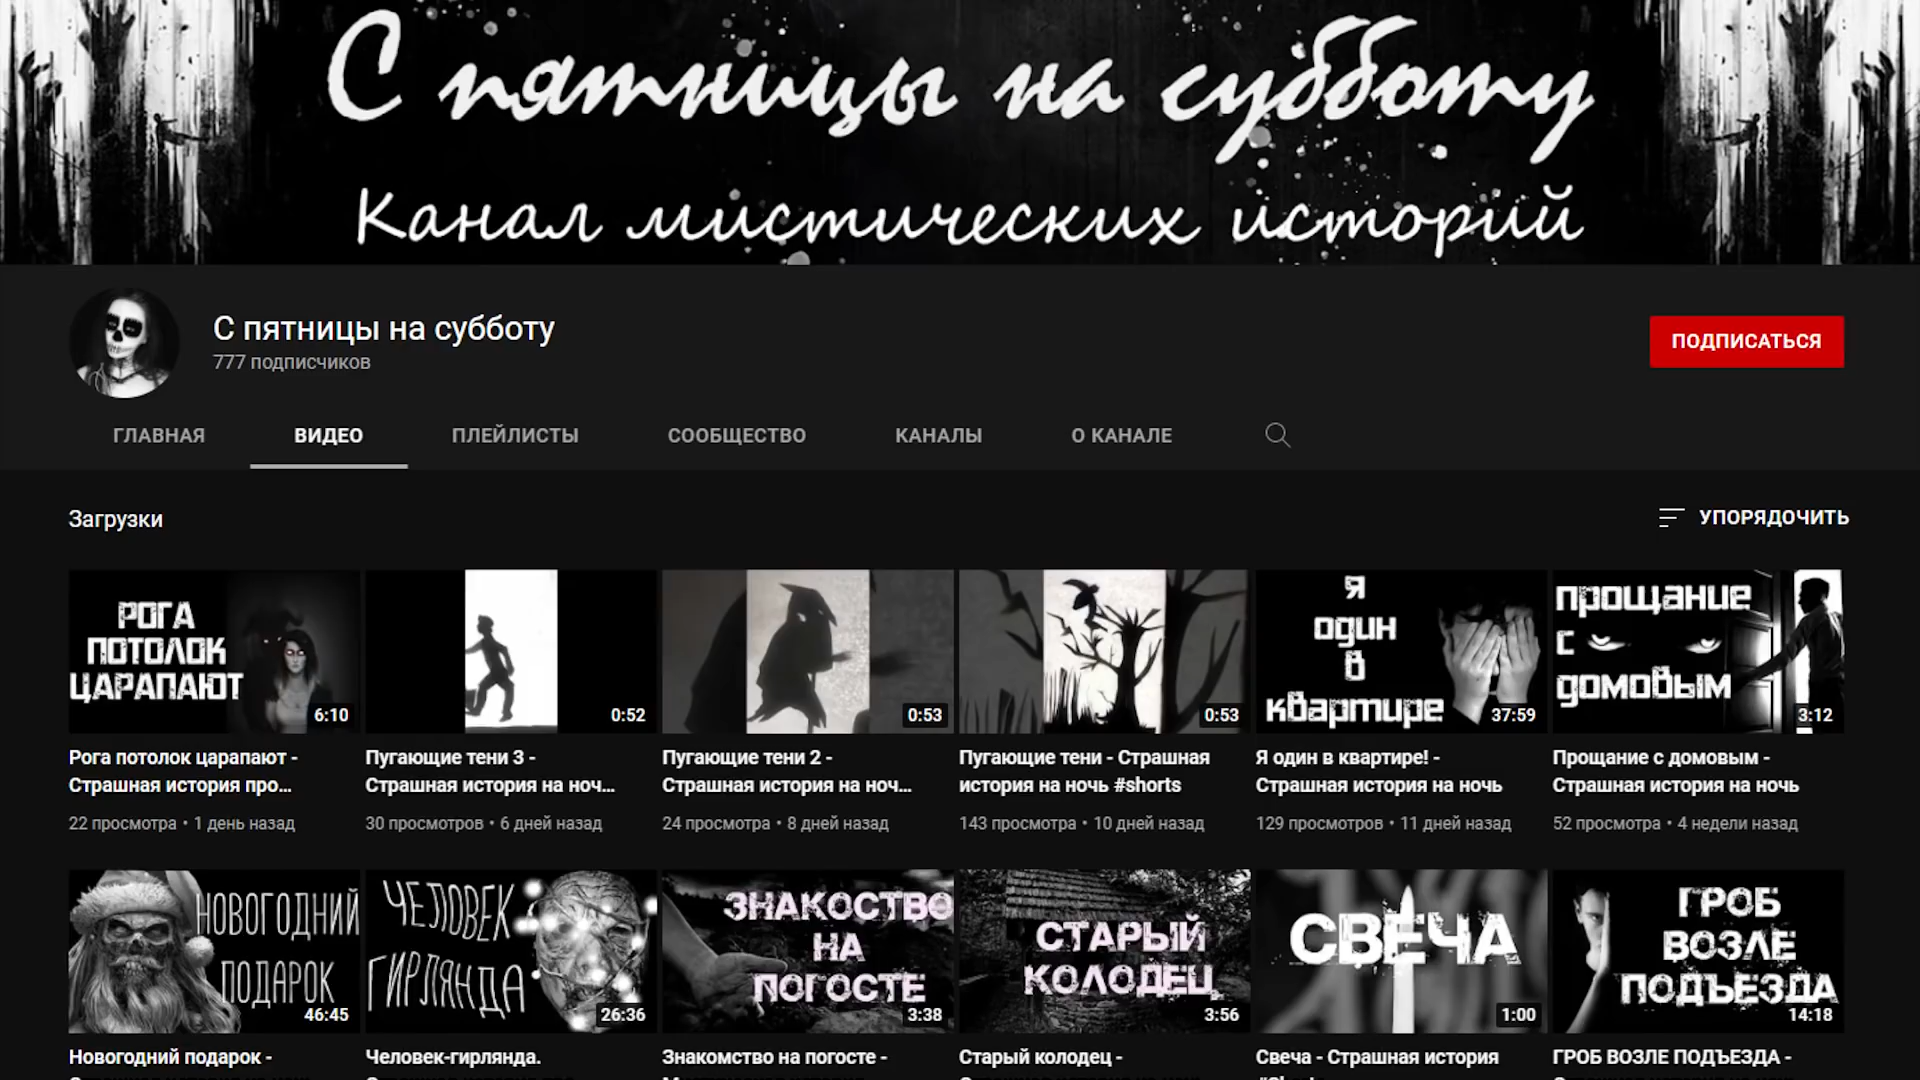 С пятницы на субботу
Канал мистических историй
С пятницы на субботу
777 подписчиков
ПОДПИСАТЬСЯ
ГЛАВНАЯ
ВИДЕО
ПЛЕЙЛИСТЫ
СООБЩЕСТВО
КАНАЛЫ
О КАНАЛЕ
Загрузки
УПОРЯДОЧИТЬ
РОГА
ПОТОЛОК
ЦАРАПАЮТ
6:10
0:52
0:53
0:53
Я
один
в
квартире
37:59
прощание
с
домовым
3:12
Рога потолок царапают -
Страшная история про...
22 просмотра • 1 день назад
Пугающие тени 3 -
Страшная история на ноч...
30 просмотров • 6 дней назад
Пугающие тени 2 -
Страшная история на ноч...
24 просмотра • 8 дней назад
Пугающие тени - Страшная
история на ночь #shorts
143 просмотра • 10 дней назад
Я один в квартире! -
Страшная история на ночь
129 просмотров • 11 дней назад
Прощание с домовым -
Страшная история на ночь
52 просмотра • 4 недели назад
НОВОГОДНИЙ
ПОДАРОК
46:45
ЧЕЛОВЕК
ГИРЛЯНДА
26:36
ЗНАКОСТВО
НА
ПОГОСТЕ
3:38
СТАРЫЙ
КОЛОДЕЦ
3:56
СВЕЧА
1:00
ГРОБ
ВОЗЛЕ
ПОДЪЕЗДА
14:18
Новогодний подарок -
Человек-гирлянда.
Знакомство на погосте -
Старый колодец -
Свеча - Страшная история
ГРОБ ВОЗЛЕ ПОДЪЕЗДА -